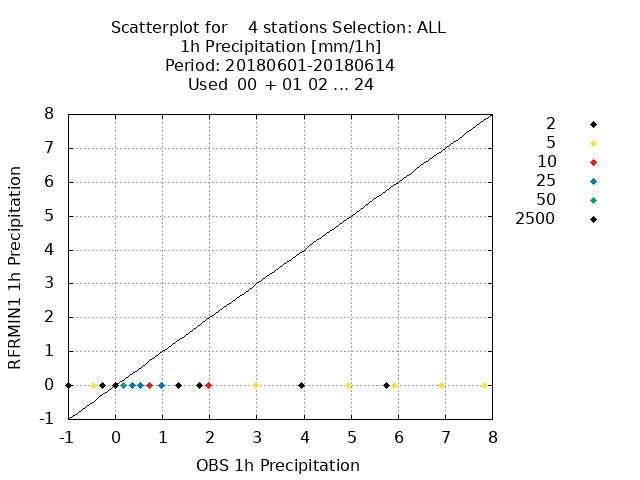 Scatterplot for    4 stations Selection: ALL
1h Precipitation [mm/1h]
Period: 20180601-20180614
Used  00  + 01 02 ... 24
8
7
6
5
4
3
2
1
0
-1
-1 0 1 2 3 4 5 6 7 8
RFRMIN1 1h Precipitation
OBS 1h Precipitation
2
5
10
25
50
2500